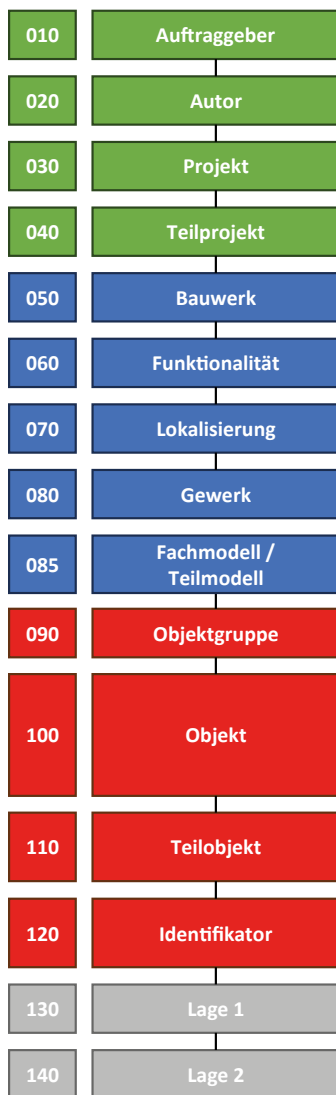 010 Auftraggeber
020 Autor
030 Projekt
040 Teilprojekt
050 Bauwerk
060 Funktionalität
070 Lokalisierung
080 Gewerk
085 Fachmodell /
Teilmodell
090 Objektgruppe
100 Objekt
110 Teilobjekt
120 Identifikator
130 Lage 1
140 Lage 2